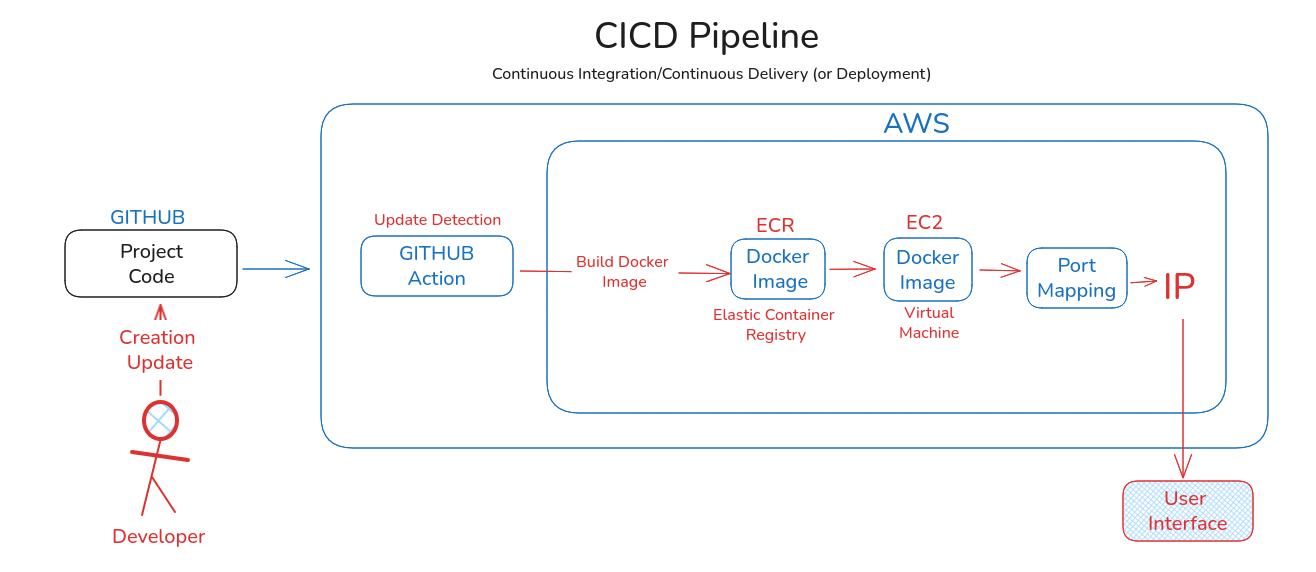 CICD Pipeline
Continuous Integration/Continuous Delivery (or Deployment)
AWS
GITHUB
Project
Code
Creation
Update
Developer
Update Detection
GITHUB
Action
Build Docker
Image
ECR
Docker
Image
Elastic Container
Registry
EC2
Docker
Image
Virtual
Machine
Port
Mapping
IP
User
Interface